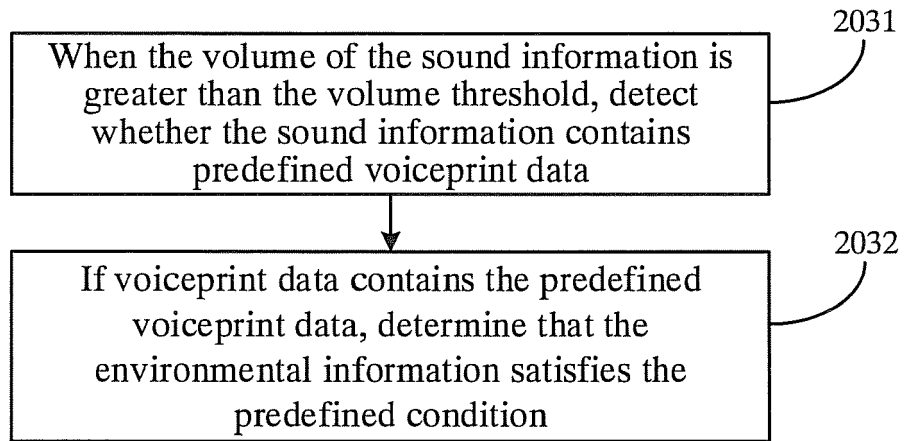 2031
When the volume of the sound information is
greater than the volume threshold, detect
whether the sound information contains
predefined voiceprint data
2032
If voiceprint data contains the predefined
voiceprint data, determine that the
environmental information satisfies the
predefined condition